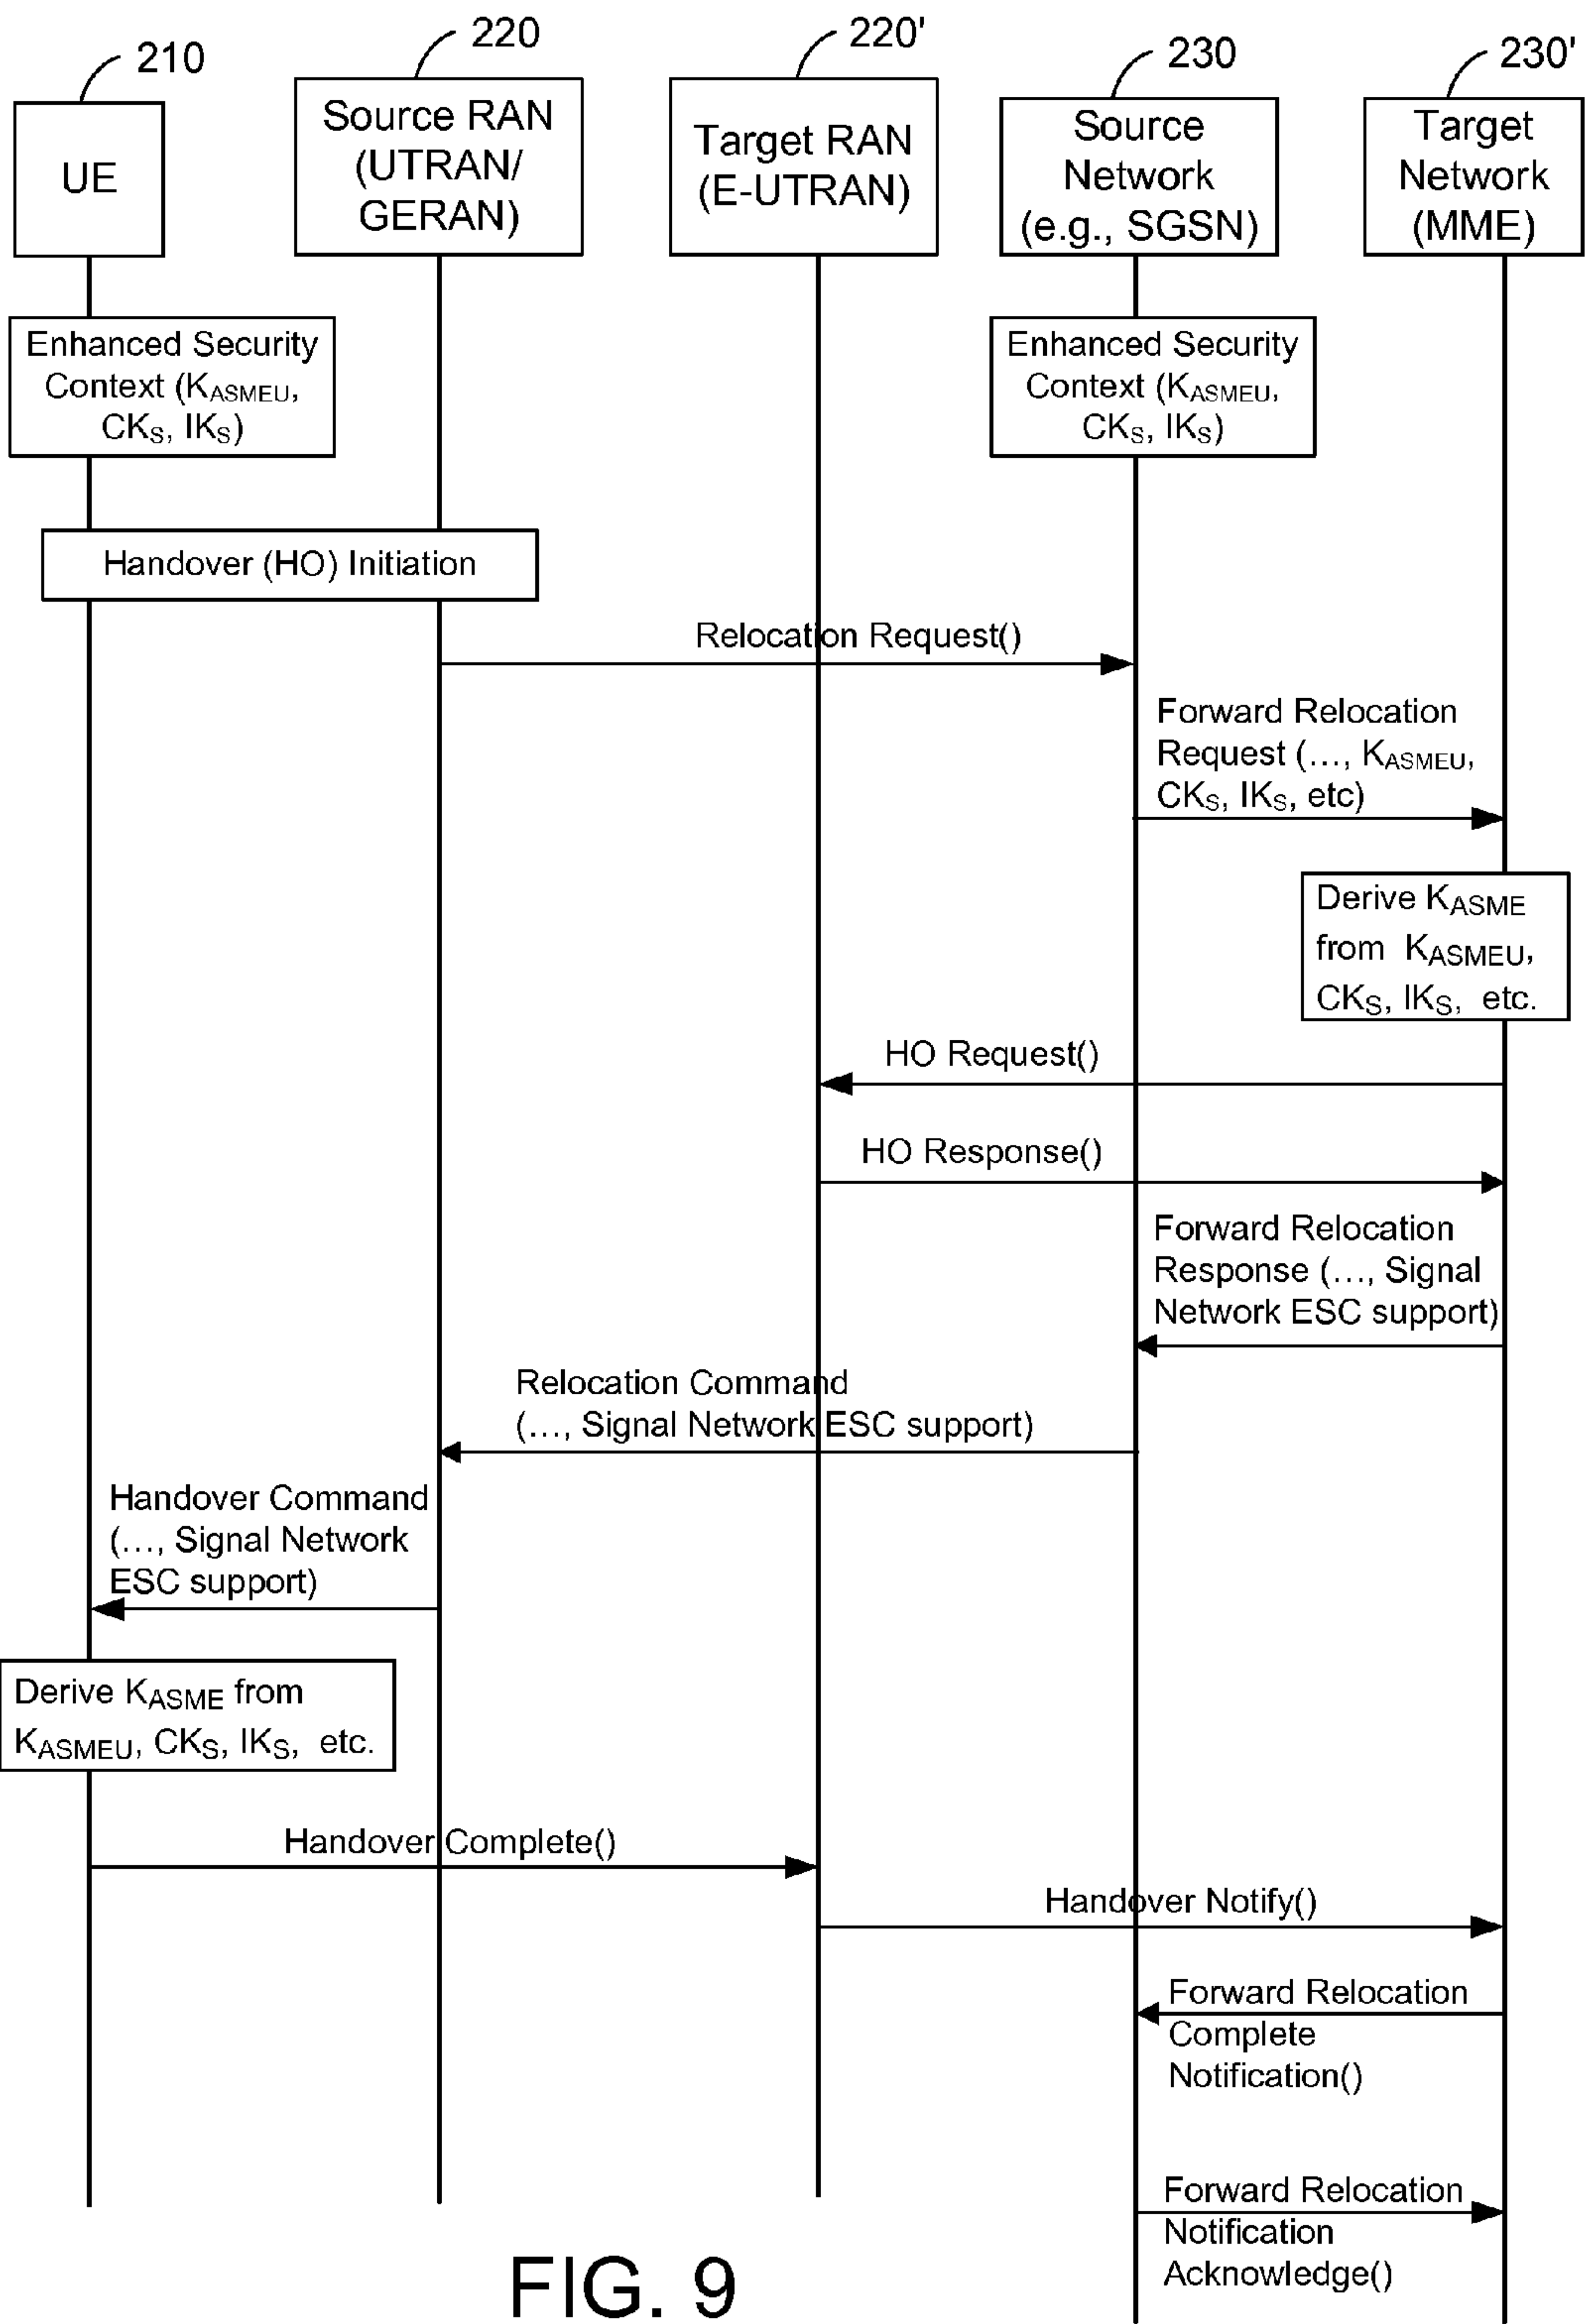 210
220
220'
230
230'
UE
Source RAN
(UTRAN/
GERAN)
Target RAN
(E-UTRAN)
Source
Network
(e.g., SGSN)
Target
Network
(MME)
Enhanced Security
Context (KASMEU,
CKS, IKS)
Enhanced Security
Context (KASMEU,
CKS, IKS)
Handover (HO) Initiation
Relocation Request()
Forward Relocation
Request (…, KASMEU,
CKS, IKS, etc)
Derive KASME
from KASMEU,
CKS, IKS, etc.
HO Request()
HO Response()
Forward Relocation
Response (…, Signal
Network ESC support)
Relocation Command
(…, Signal Network ESC support)
Handover Command
(…, Signal Network
ESC support)
Derive KASME from
KASMEU, CKS, IKS, etc.
Handover Complete()
Handover Notify()
Forward Relocation
Complete
Notification()
Forward Relocation
Notification
Acknowledge()
FIG. 9